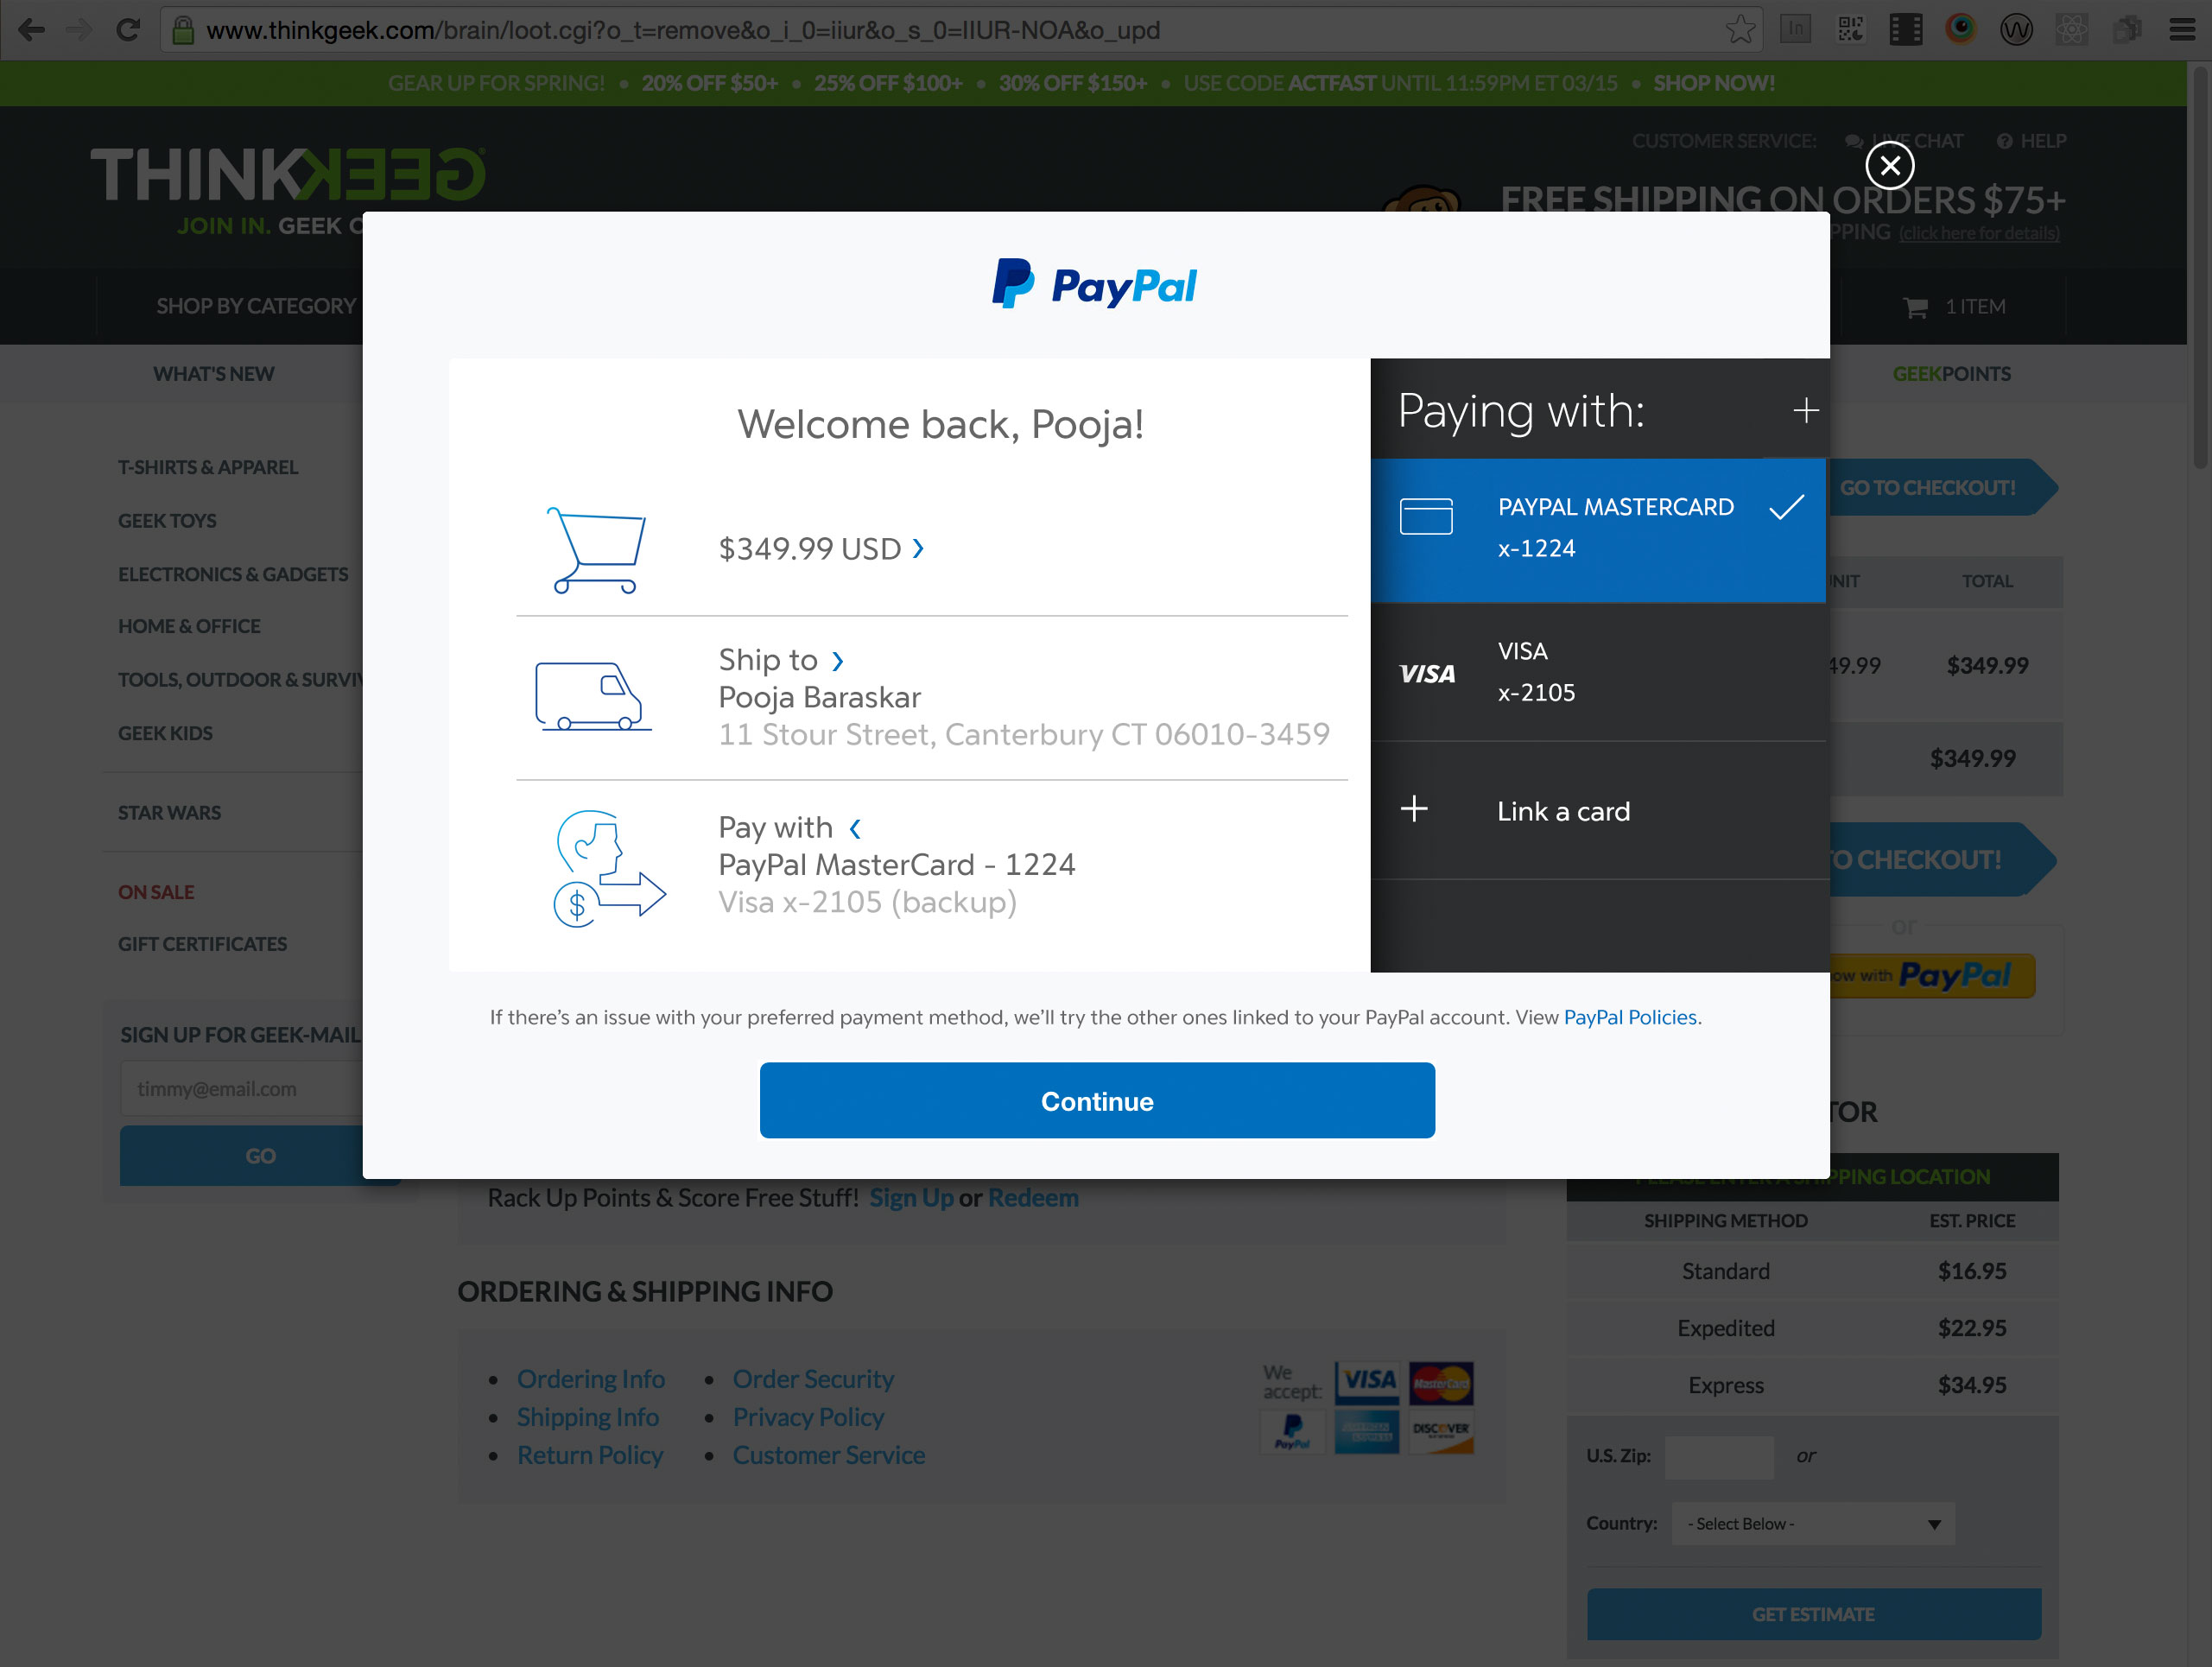 www.thinkgeek.com/brain/loot.cgi?o_t=remove&o_i_0=iiur&o_s_0=IIUR-NOA&o_upd
In
GEAR UP FOR SPRING! • 20% OFF $50+ • 25% OFF $100+ • 30% OFF $150+ • USE CODE ACTFAST UNTIL 11:59PM ET 03/15 • SHOP NOW!
CUSTOMER SERVICE: LIVE CHAT HELP
THINKGEEK
JOIN IN. GEEK
FREE SHIPPING ON ORDERS $75+
(click here for details)
SHOP BY CATEGORY
1 ITEM
WHAT'S NEW
GEEKPOINTS
T-SHIRTS & APPAREL
GEEK TOYS
ELECTRONICS & GADGETS
HOME & OFFICE
TOOLS, OUTDOOR &
GEEK KIDS
STAR WARS
ON SALE
GIFT CERTIFICATES
SIGN UP FOR GEEK-MAIL
timmy@email.com
GO
PayPal
Welcome back, Pooja!
$349.99 USD
Ship to
Pooja Baraskar
11 Stour Street, Canterbury CT 06010-3459
Pay with
PayPal MasterCard - 1224
Visa x-2105 (backup)
Paying with:
PAYPAL MASTERCARD
x-1224
VISA
VISA
x-2105
Link a card
If there's an issue with your preferred payment method, we'll try the other ones linked to your PayPal account. View PayPal Policies.
Continue
GO TO CHECKOUT!
TOTAL
49.99 $349.99
$349.99
CHECKOUT!
or
with PayPal
Rack Up Points & Score Free Stuff! Sign Up or Redeem
ORDERING & SHIPPING INFO
• Ordering Info
• Shipping Info
• Return Policy
• Order Security
• Privacy Policy
• Customer Service
We
accept:
VISA
MasterCard
PayPal
AMERICAN EXPRESS
DISCOVER
PLEASE ENTER A SHIPPING LOCATION
SHIPPING METHOD EST. PRICE
Standard $16.95
Expedited $22.95
Express $34.95
U.S. Zip: or
Country: - Select Below -
GET ESTIMATE